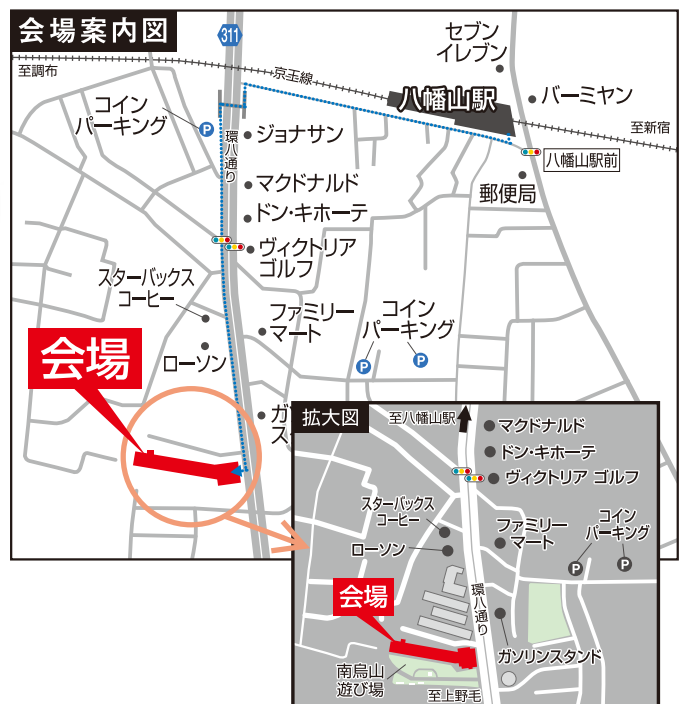 会場案内図
311
至調布
京王線
セブン
イレブン
八幡山駅
バーミヤン
至新宿
コイン
パーキング
P
環八通り
ジョナサン
八幡山駅前
郵便局
マクドナルド
ドン・キホーテ
ヴィクトリア
ゴルフ
スターバックス
コーヒー
ファミリー
マート
コイン
パーキング
P
P
ローソン
会場
ガ
ス
拡大図
至八幡山駅
マクドナルド
ドン・キホーテ
ヴィクトリア ゴルフ
スターバックス
コーヒー
ローソン
ファミリー
マート
コイン
パーキング
P
P
会場
環八通り
ガソリンスタンド
南烏山
遊び場
至上野毛